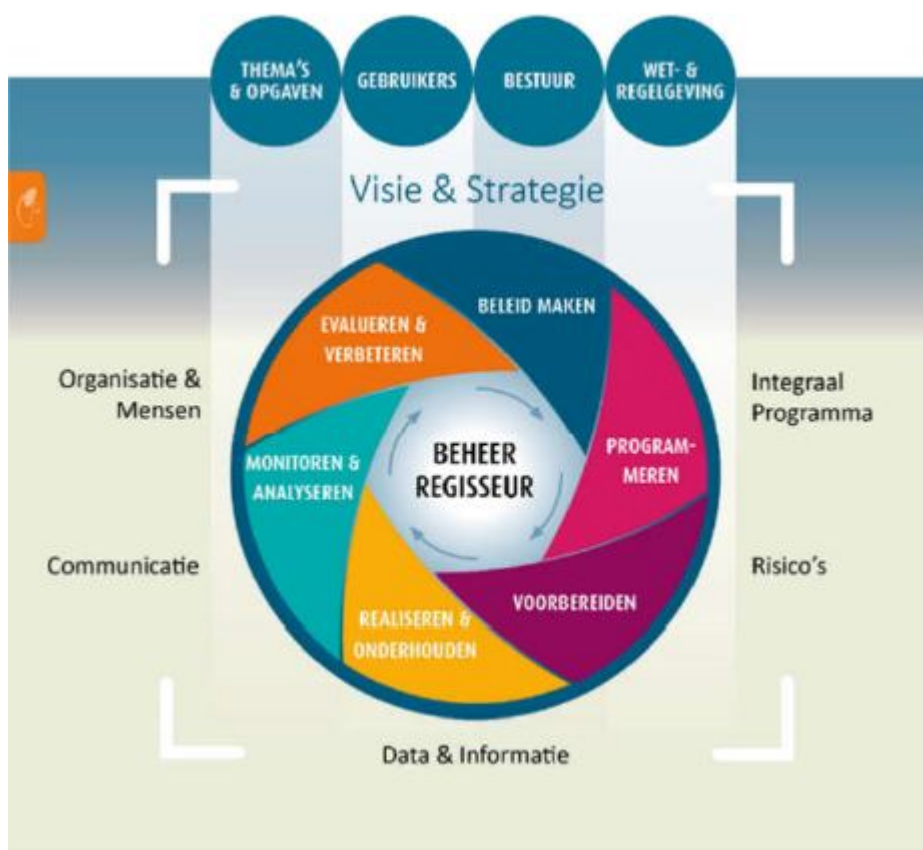 THEMA'S
& OPGAVEN
GEBRUIKERS
BESTUUR
WET- &
REGELGEVING
Visie & Strategie
BELEID MAKEN
EVALUEREN &
VERBETEREN
Organisatie &
Mensen
Integraal
Programma
PROGRAM-
MEREN
BEHEER
REGISSEUR
MONITOREN &
ANALYSEREN
Communicatie
Risico's
VOORBEREIDEN
REALISEREN &
ONDERHOUDEN
Data & Informatie